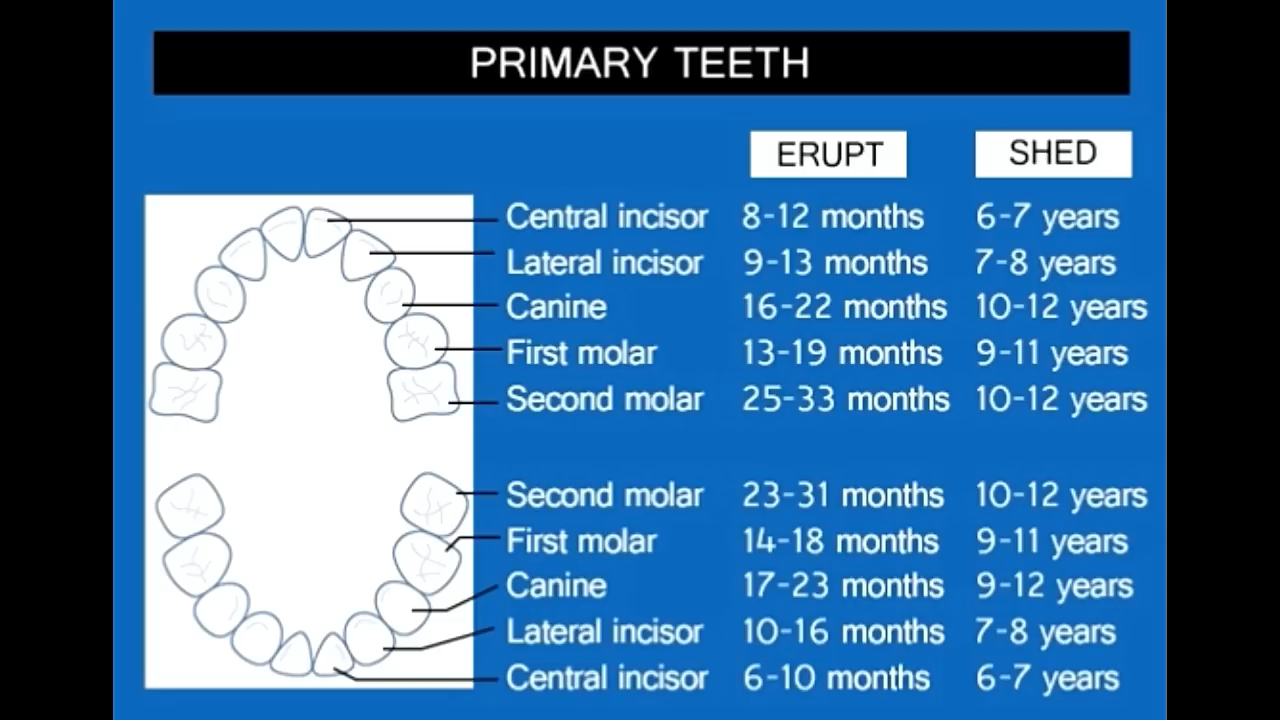 PRIMARY TEETH
ERUPT SHED
Central incisor 8-12 months 6-7 years
Lateral incisor 9-13 months 7-8 years
Canine 16-22 months 10-12 years
First molar 13-19 months 9-11 years
Second molar 25-33 months 10-12 years
Second molar 23-31 months 10-12 years
First molar 14-18 months 9-11 years
Canine 17-23 months 9-12 years
Lateral incisor 10-16 months 7-8 years
Central incisor 6-10 months 6-7 years